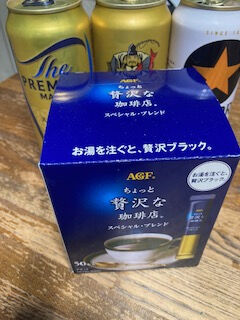 The
PREMIUM
MA
AGF®
ちょっと
贅沢な
珈琲店®
スペシャル・ブレンド
お湯を注ぐと、贅沢ブラック。
AGF®
ちょっと
贅沢な
珈琲店®
スペシャル・ブレンド
お湯を注ぐと、
贅沢ブラック。